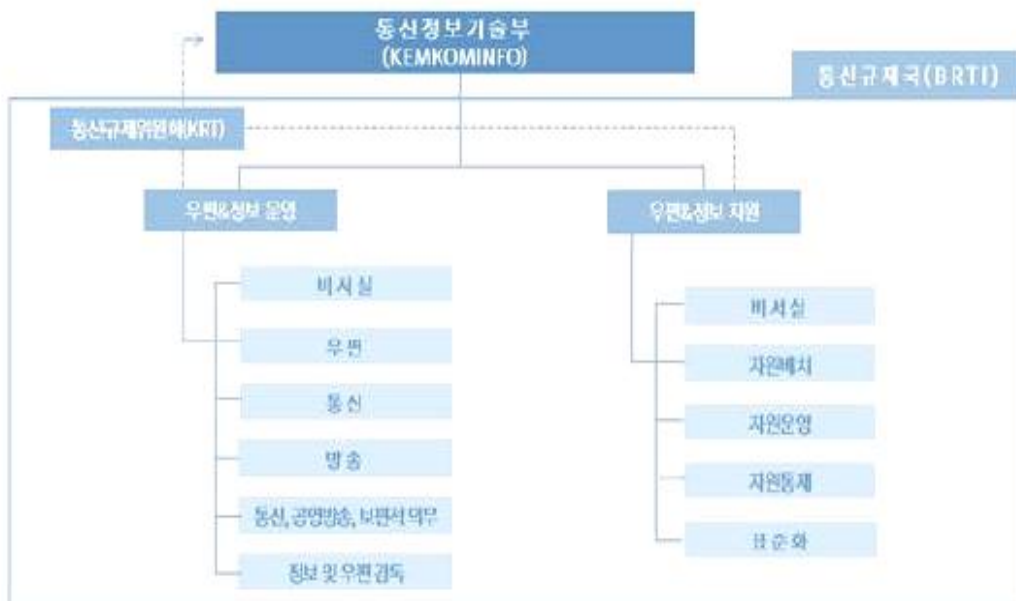 통신정보기술부
(KEMKOMINFO)
통신규제국(BRTI)
통신규제위원회(KRT)
우편&정보 운영
우편&정보 자원
비서실
우편
통신
방송
통신, 공영방송, 보편서 의무
정보 및 우편 감독
비서실
자원배치
자원운영
자원통제
표준화